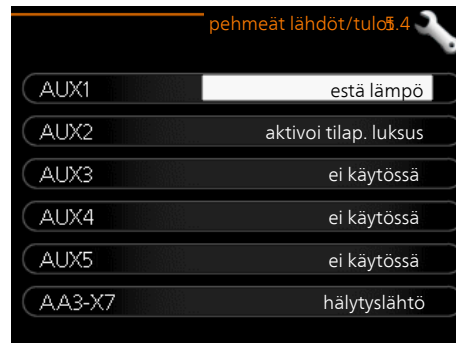 pehmeät lähdöt/tulot 5.4
AUX1 estä lämpö
AUX2 aktivoi tilap. luksus
AUX3 ei käytössä
AUX4 ei käytössä
AUX5 ei käytössä
AA3-X7 hälytyslähtö